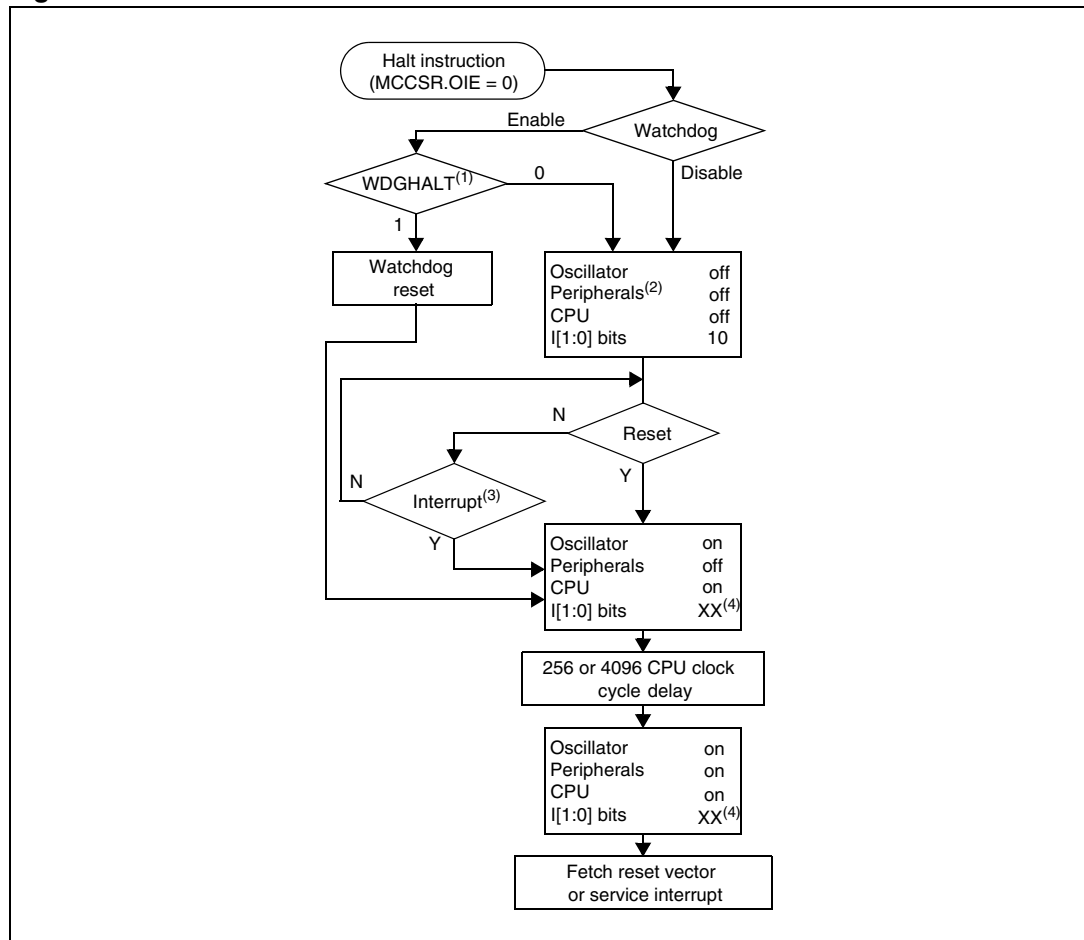 Halt instruction
(MCCSR.OIE = 0)
Enable
Watchdog
WDGHALT(1)
0
Disable
1
Watchdog
reset
Oscillator off
Peripherals(2) off
CPU off
I[1:0] bits 10
N
Reset
N
Interrupt(3)
Y
Y
Oscillator on
Peripherals off
CPU on
I[1:0] bits XX(4)
256 or 4096 CPU clock
cycle delay
Oscillator on
Peripherals on
CPU on
I[1:0] bits XX(4)
Fetch reset vector
or service interrupt